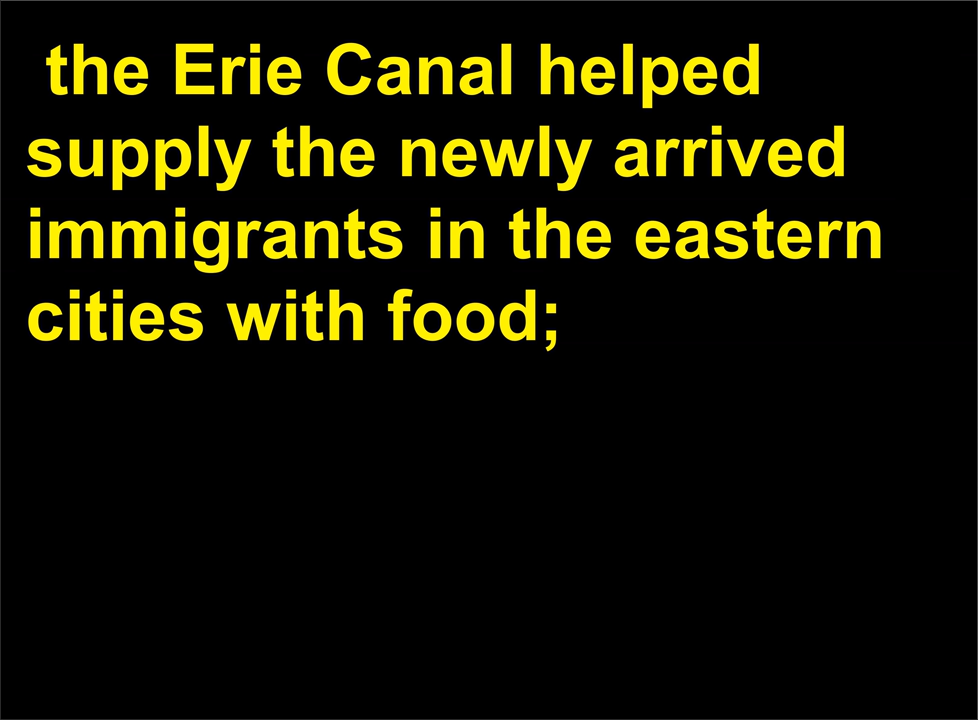 the Erie Canal helped
supply the newly arrived
immigrants in the eastern
cities with food;